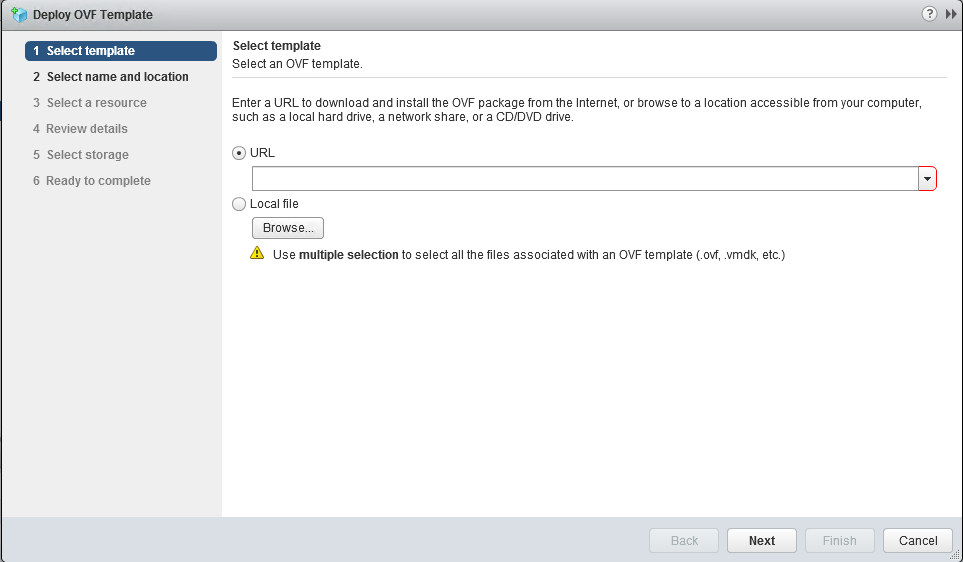 Deploy OVF Template
?
1 Select template
2 Select name and location
3 Select a resource
4 Review details
5 Select storage
6 Ready to complete
Select template
Select an OVF template.
Enter a URL to download and install the OVF package from the Internet, or browse to a location accessible from your computer,
such as a local hard drive, a network share, or a CD/DVD drive.
URL
Local file
Browse...
Use multiple selection to select all the files associated with an OVF template (.ovf, .vmdk, etc.)
Back
Next
Finish
Cancel